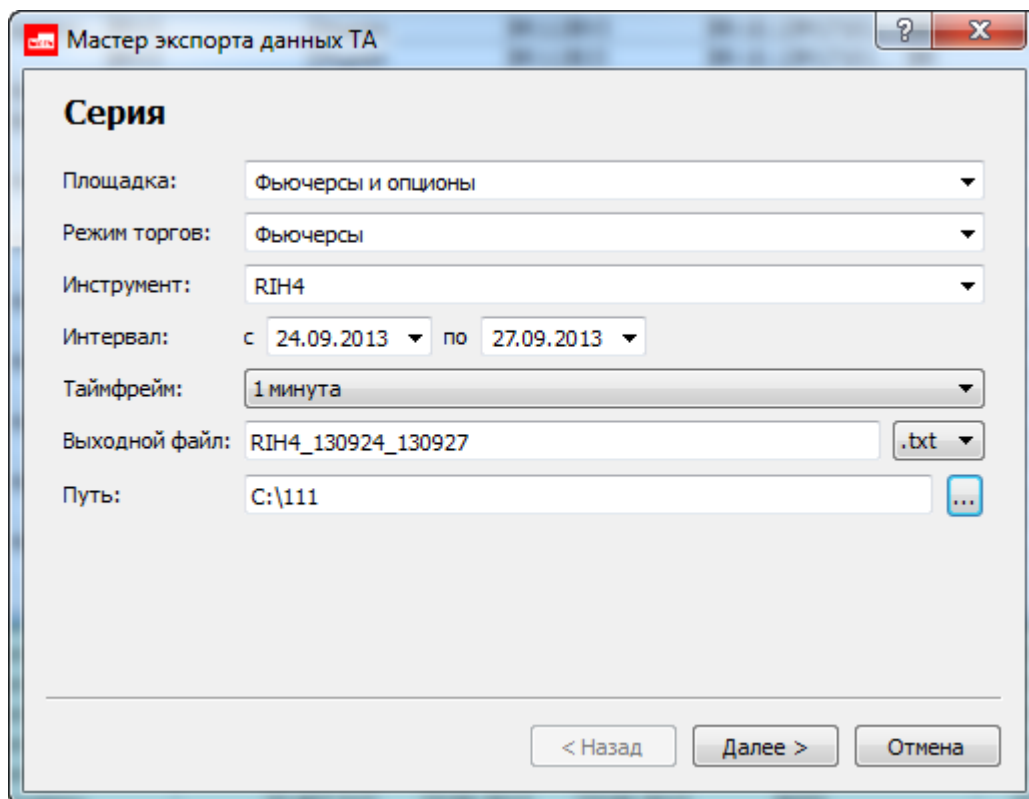 Мастер экспорта данных ТА
Серия
Площадка: Фьючерсы и опционы
Режим торгов: Фьючерсы
Инструмент: RIH4
Интервал: с 24.09.2013 по 27.09.2013
Таймфрейм: 1 минута
Выходной файл: RIH4_130924_130927 .txt
Путь: C:\111 ...
< Назад Далее > Отмена